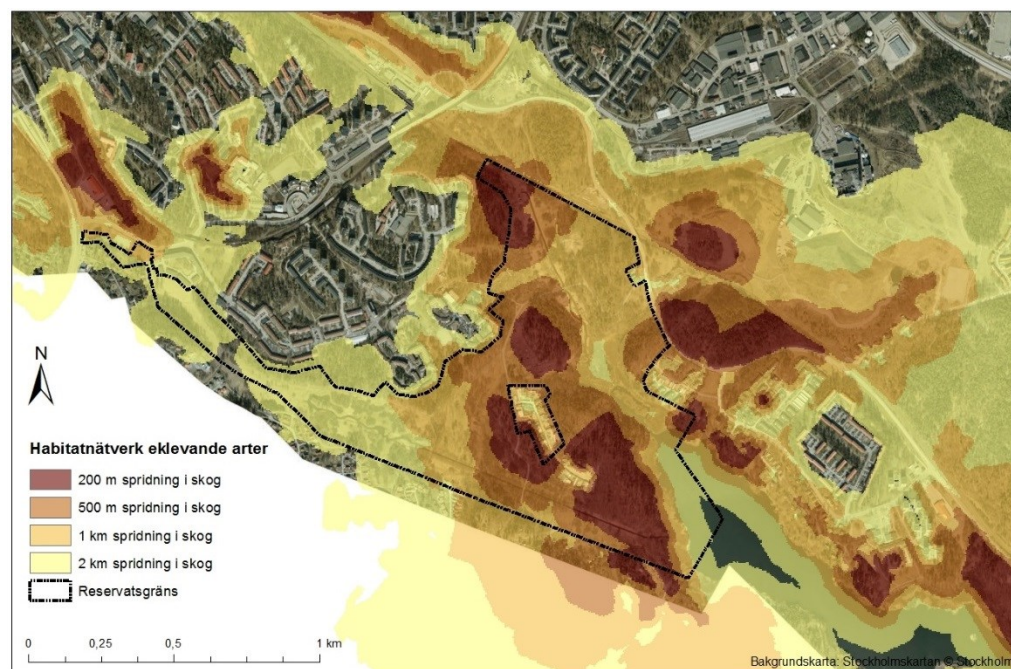 N
Habitatnätverk eklevande arter
200 m spridning i skog
500 m spridning i skog
1 km spridning i skog
2 km spridning i skog
Reservatsgräns
0 0,25 0,5 1 km
Bakgrundskarta: Stockholmskartan © Stockholm